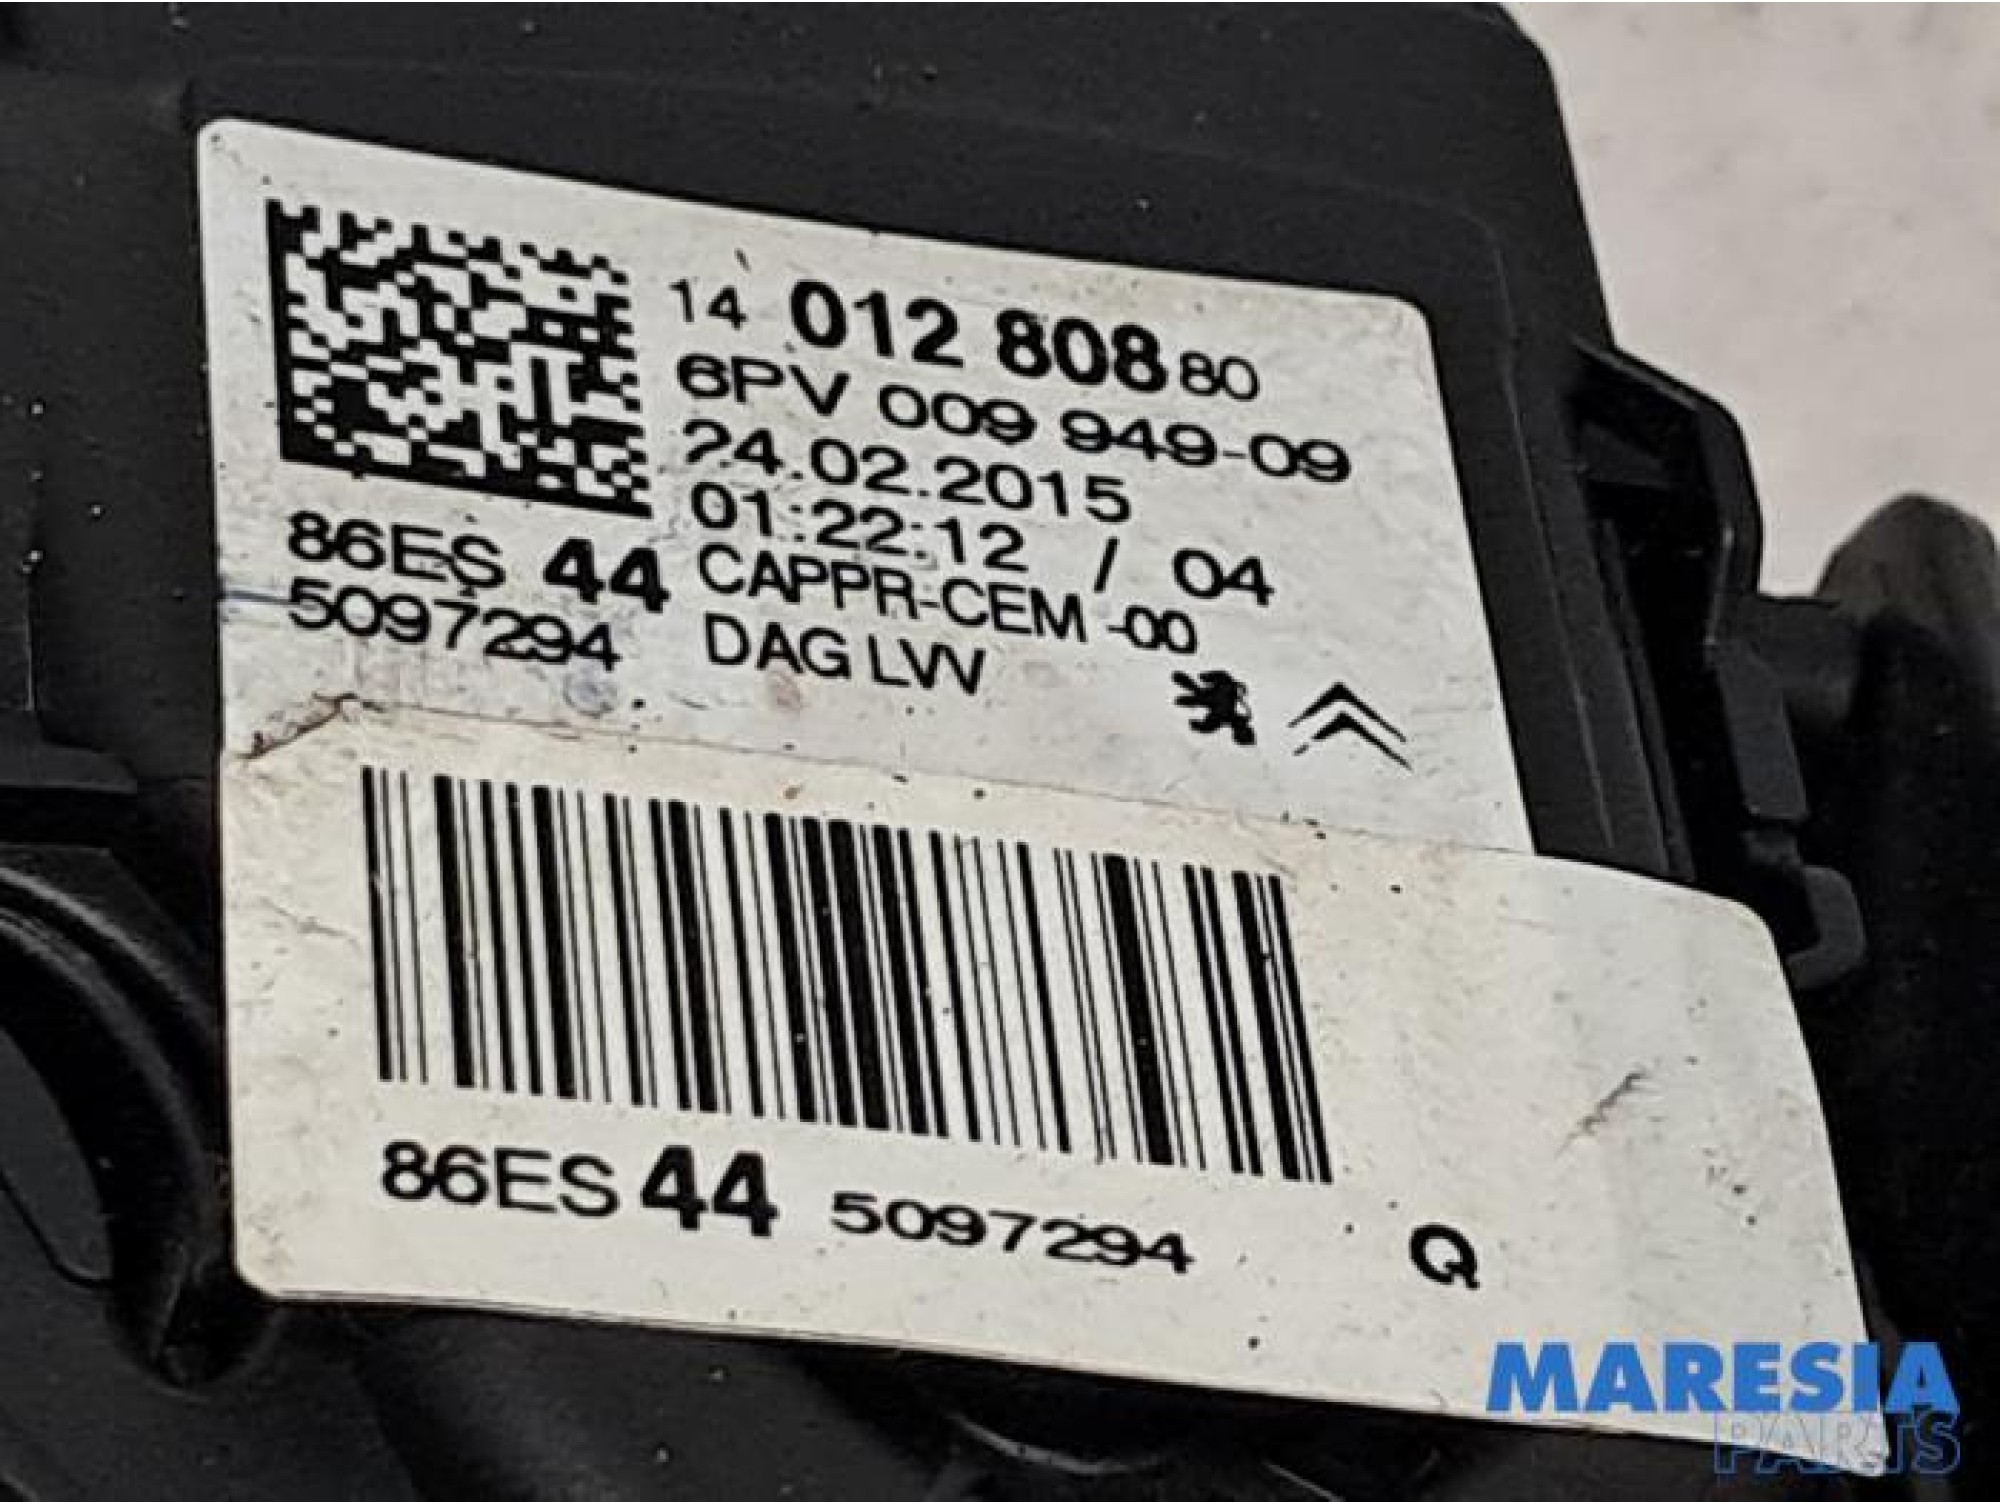 14 012 808 80
6PV 009 949-09
24.02.2015
01:22:12 / 04
86ES 44 CAPPR-CEM -00
5097294 DAG LVV
86ES 44 5097294 Q
MARESIA
PARTS